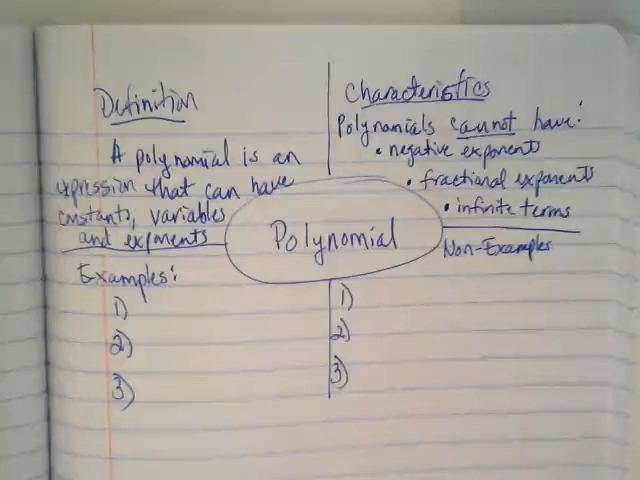 Definition
A polynomial is an
expression that can have
constants, variables
and exponents
Characteristics
Polynomials cannot have:
• negative exponents
• fractional exponents
• infinite terms
Polynomial
Examples:
1)
2)
3)
Non-Examples
1)
2)
3)